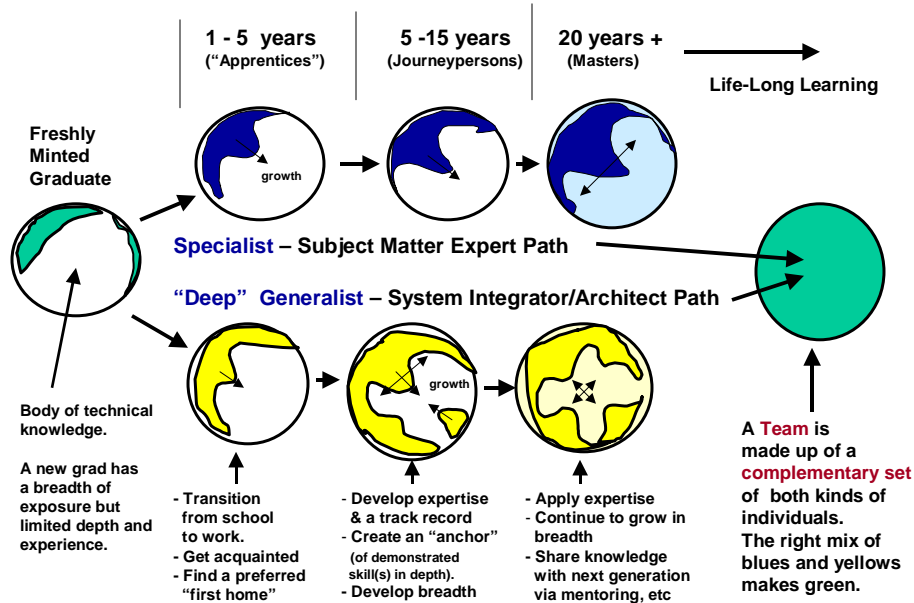 1 - 5 years
(“Apprentices”)
5 -15 years
(Journeypersons)
20 years +
(Masters)
Life-Long Learning
Freshly
Minted
Graduate
growth
Specialist – Subject Matter Expert Path
“Deep” Generalist – System Integrator/Architect Path
growth
Body of technical
knowledge.
A new grad has
a breadth of
exposure but
limited depth and
experience.
- Transition
from school
to work.
- Get acquainted
- Find a preferred
“first home”
- Develop expertise
& a track record
- Create an “anchor”
(of demonstrated
skill(s) in depth).
- Develop breadth
- Apply expertise
- Continue to grow in
breadth
- Share knowledge
with next generation
via mentoring, etc
A Team is
made up of a
complementary set
of both kinds of
individuals.
The right mix of
blues and yellows
makes green.